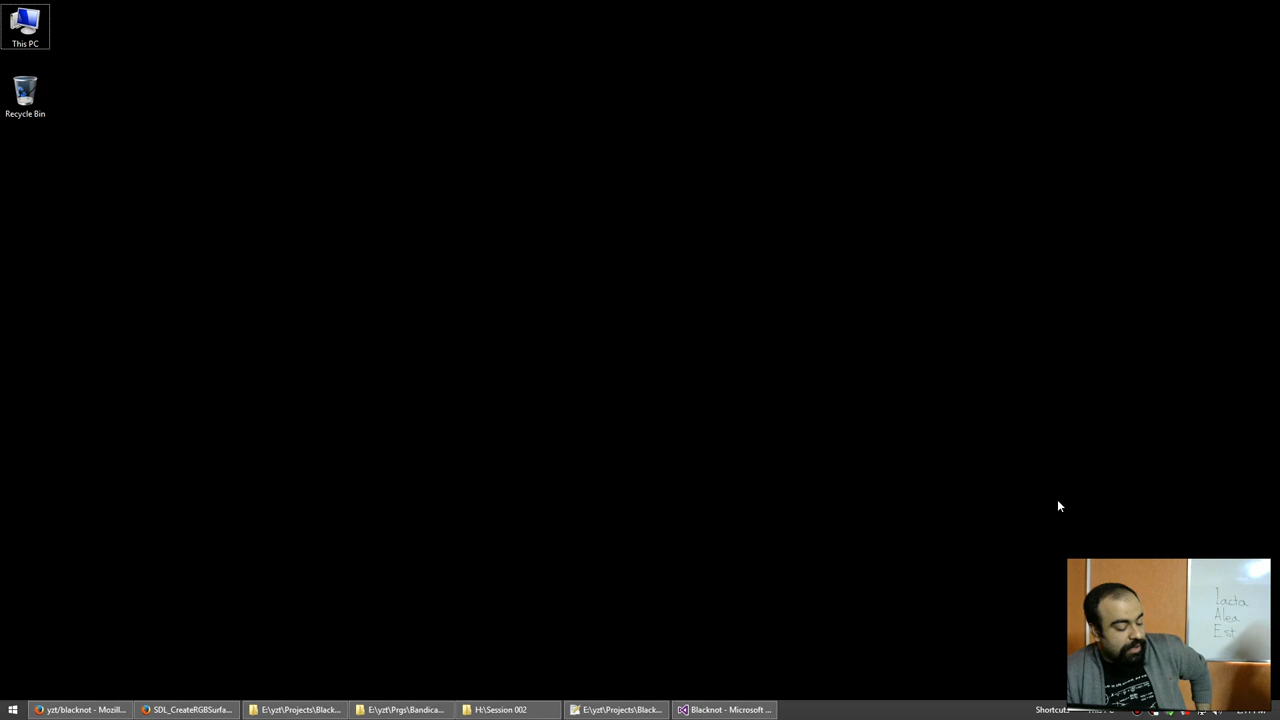 This PC
Recycle Bin
Iacta
Alea
Est
yzt/blacknot - Mozill...
SDL_CreateRGBSurfa...
E:\yzt\Projects\Black...
E:\yzt\Prgs\Bandica...
H:\Session 002
E:\yzt\Projects\Black...
Blacknot - Microsoft ...